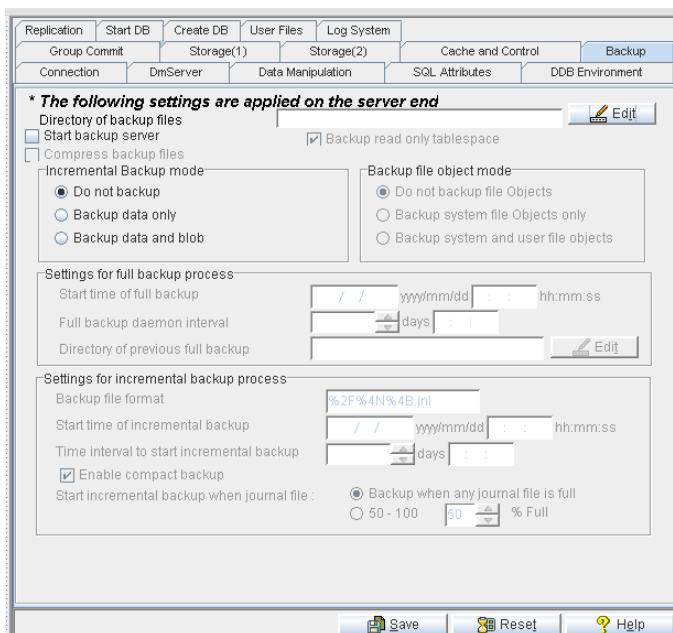 Replication Start DB Create DB User Files Log System
Group Commit Storage(1) Storage(2) Cache and Control Backup
Connection DmServer Data Manipulation SQL Attributes DDB Environment
* The following settings are applied on the server end
Directory of backup files Edit
Start backup server Backup read only tablespace
Compress backup files
Incremental Backup mode Backup file object mode
Do not backup Do not backup file Objects
Backup data only Backup system file Objects only
Backup data and blob Backup system and user file objects
Settings for full backup process
Start time of full backup / / yyyy/mm/dd : : hh:mm:ss
Full backup daemon interval days : :
Directory of previous full backup Edit
Settings for incremental backup process
Backup file format %2F%4N%4B.jnl
Start time of incremental backup / / yyyy/mm/dd : : hh:mm:ss
Time interval to start incremental backup days : :
Enable compact backup
Start incremental backup when journal file : Backup when any journal file is full
50 - 100 50 % Full
Save Reset Help